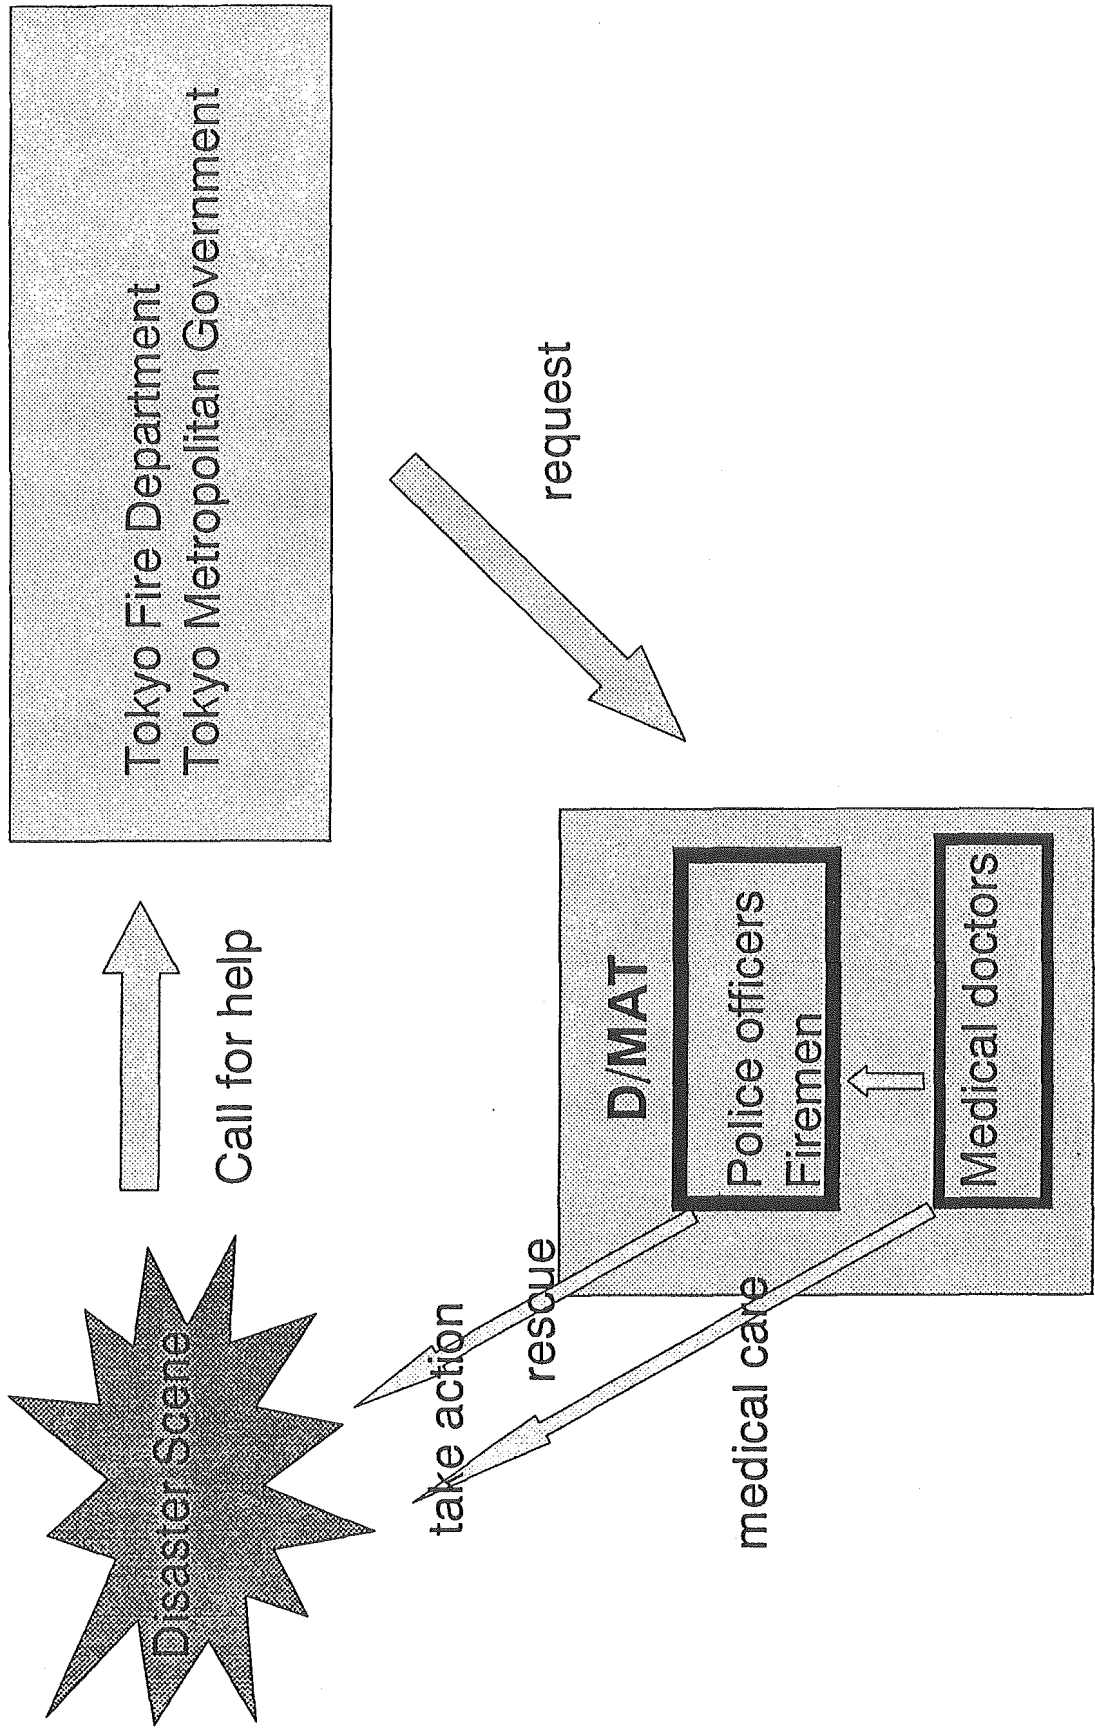 Disaster Scene
Call for help
Tokyo Fire Department
Tokyo Metropolitan Government
request
take action
rescue
medical care
D/MAT
Police officers
Firemen
Medical doctors